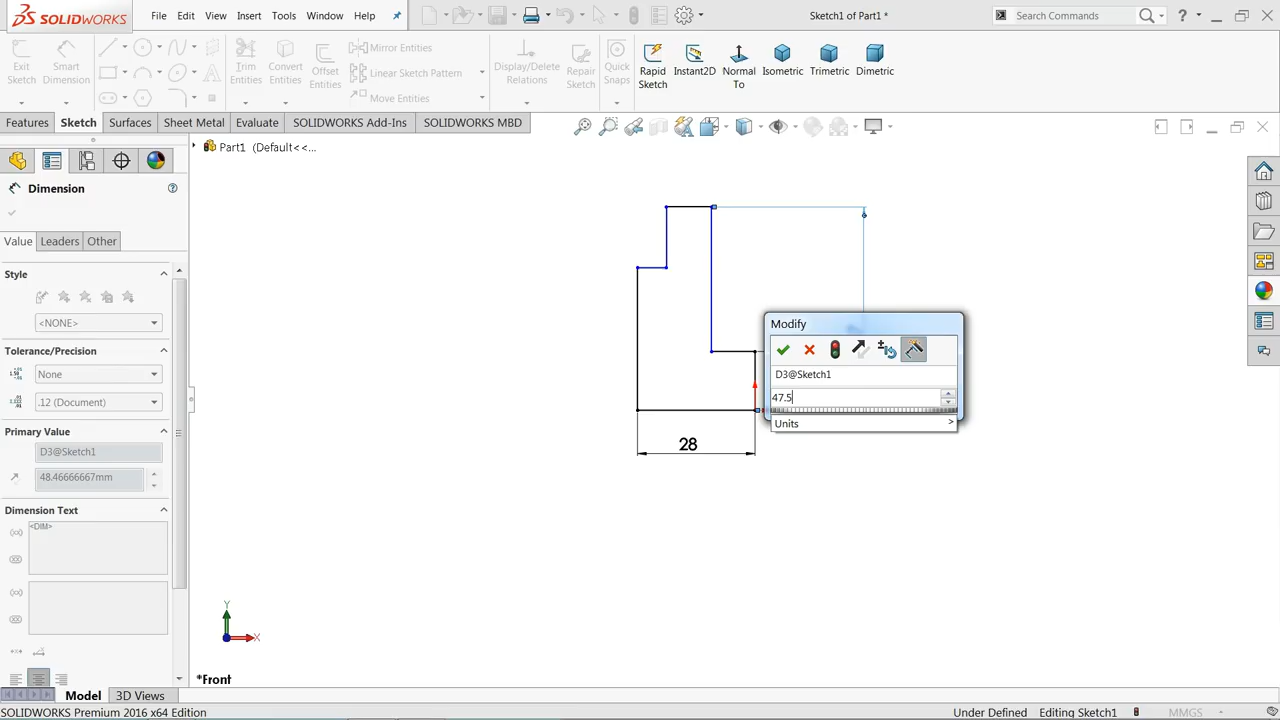 SOLIDWORKS File Edit View Insert Tools Window Help
Sketch1 of Part1 *
Search Commands
?
Exit Sketch
Smart Dimension
Trim Entities
Convert Entities
Offset Entities
Mirror Entities
Linear Sketch Pattern
Move Entities
Display/Delete Relations
Repair Sketch
Quick Snaps
Rapid Sketch
Instant2D
Normal To
Isometric
Trimetric
Dimetric
Features Sketch Surfaces Sheet Metal Evaluate SOLIDWORKS Add-Ins SOLIDWORKS MBD
Part1 (Default<<...
Dimension
Value Leaders Other
Style
<NONE>
Tolerance/Precision
None
.12 (Document)
Primary Value
D3@Sketch1
48.46666667mm
Dimension Text
<DIM>
Modify
D3@Sketch1
47.5
Units >
28
Y
X
*Front
Model 3D Views
SOLIDWORKS Premium 2016 x64 Edition
Under Defined Editing Sketch1 MMGS